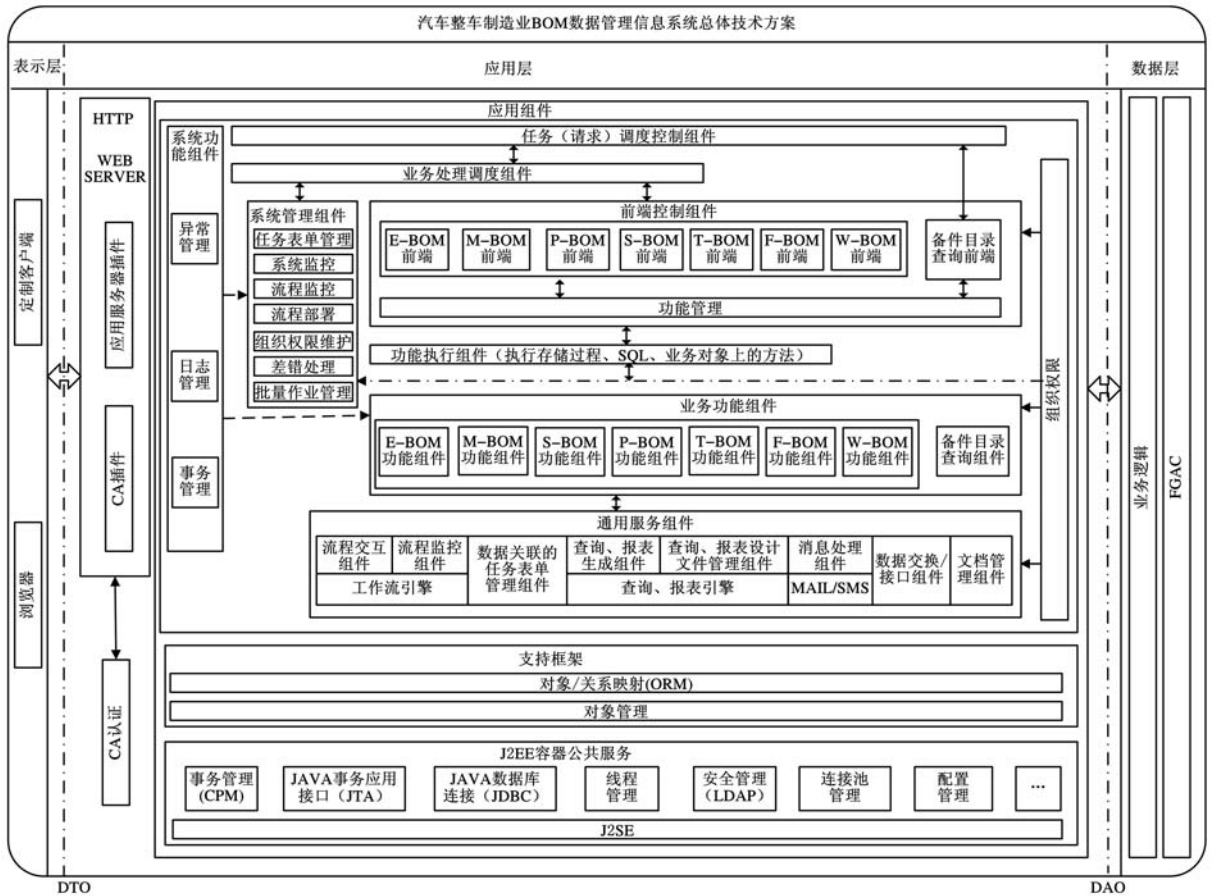 汽车整车制造业BOM数据管理信息系统总体技术方案
表示层
应用层
数据层
定制客户端
浏览器
HTTP
WEB
SERVER
应用服务器插件
CA插件
CA认证
应用组件
系统功
能组件
异常
管理
日志
管理
事务
管理
任务（请求）调度控制组件
业务处理调度组件
系统管理组件
任务表单管理
系统监控
流程监控
流程部署
组织权限维护
差错处理
批量作业管理
前端控制组件
E-BOM
前端
M-BOM
前端
P-BOM
前端
S-BOM
前端
T-BOM
前端
F-BOM
前端
W-BOM
前端
备件目录
查询前端
功能管理
功能执行组件（执行存储过程、SQL、业务对象上的方法）
业务功能组件
E-BOM
功能组件
M-BOM
功能组件
S-BOM
功能组件
P-BOM
功能组件
T-BOM
功能组件
F-BOM
功能组件
W-BOM
功能组件
备件目录
查询组件
通用服务组件
流程交互
组件
流程监控
组件
工作流引擎
数据关联的
任务表单
管理组件
查询、报表
生成组件
查询、报表设计
文件管理组件
查询、报表引擎
消息处理
组件
MAIL/SMS
数据交换/
接口组件
文档管
理组件
组织权限
支持框架
对象/关系映射(ORM)
对象管理
J2EE容器公共服务
事务管理
(CPM)
JAVA事务应用
接口（JTA）
JAVA数据库
连接（JDBC）
线程
管理
安全管理
（LDAP）
连接池
管理
配置
管理
…
J2SE
业务逻辑
FGAC
DTO
DAO